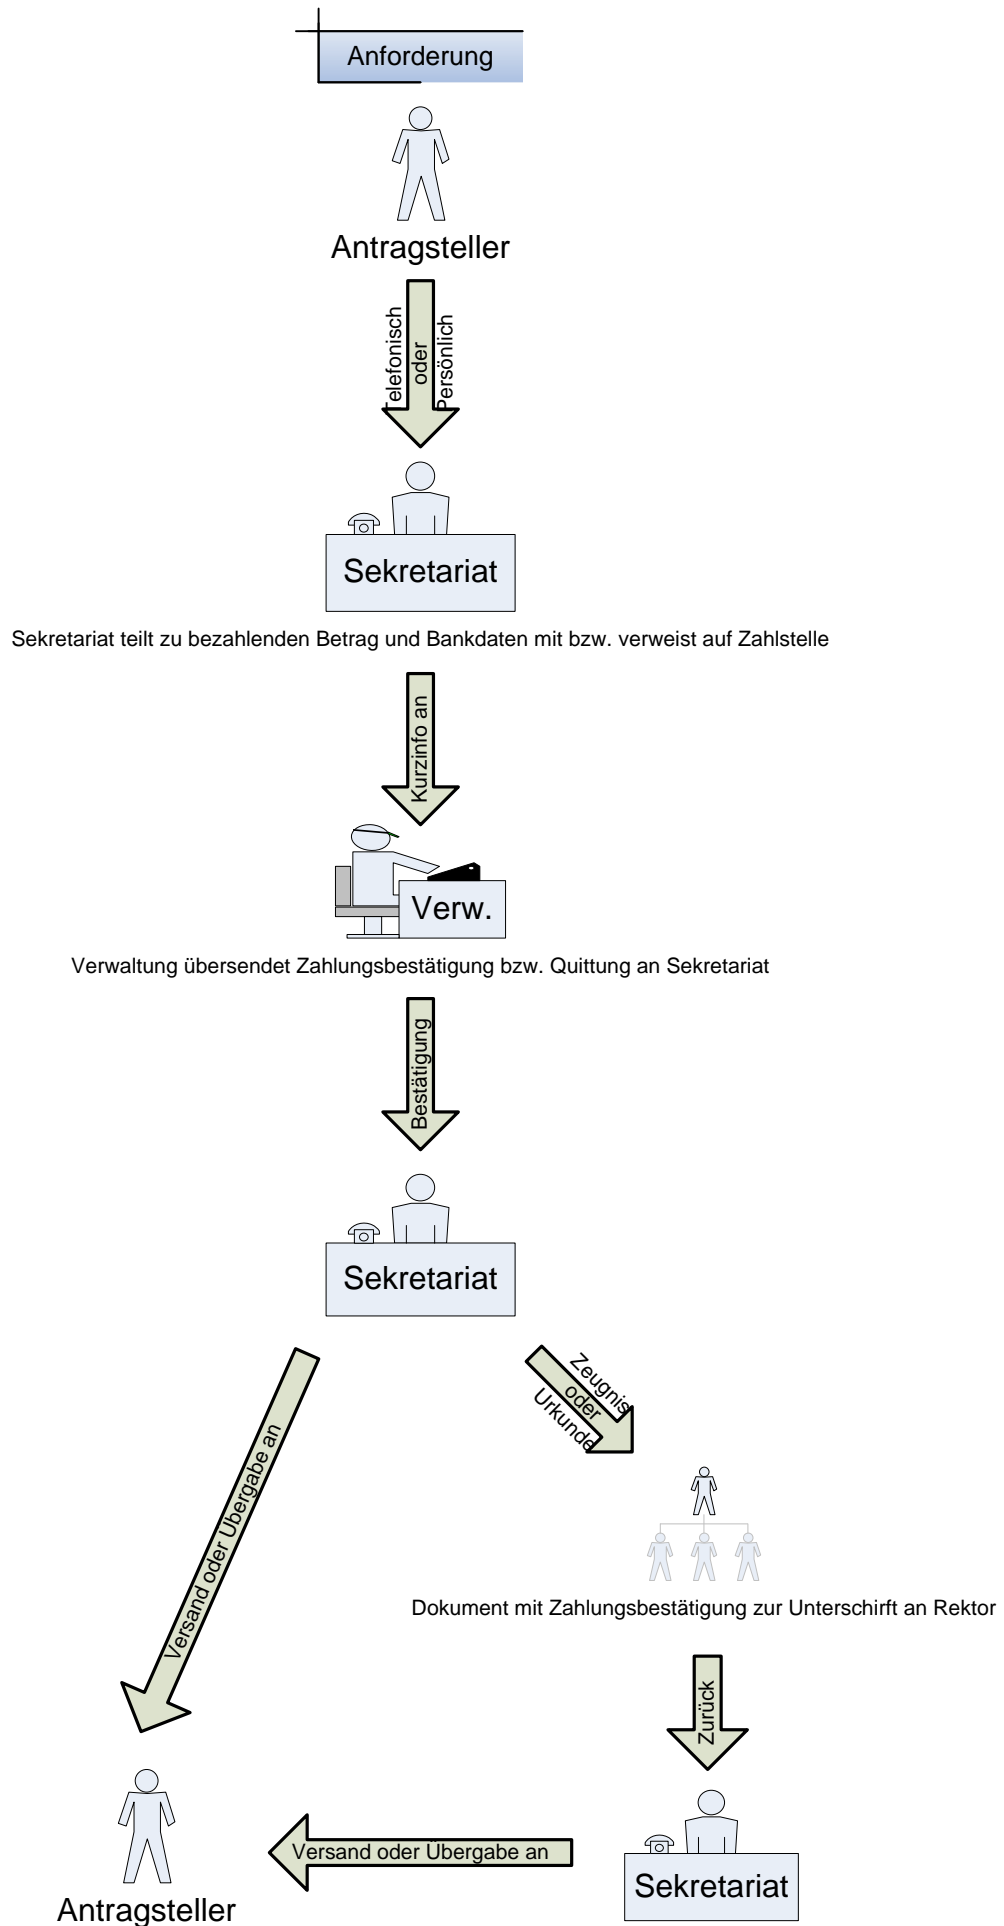 Anforderung
Antragsteller
Telefonisch
oder
Persönlich
Sekretariat
Sekretariat teilt zu bezahlenden Betrag und Bankdaten mit bzw. verweist auf Zahlstelle
Kurzinfo an
Verw.
Verwaltung übersendet Zahlungsbestätigung bzw. Quittung an Sekretariat
Bestätigung
Sekretariat
Zeugnis
oder
Urkunde
Versand oder Übergabe an
Dokument mit Zahlungsbestätigung zur Unterschirft an Rektor
Zurück
Versand oder Übergabe an
Sekretariat
Antragsteller